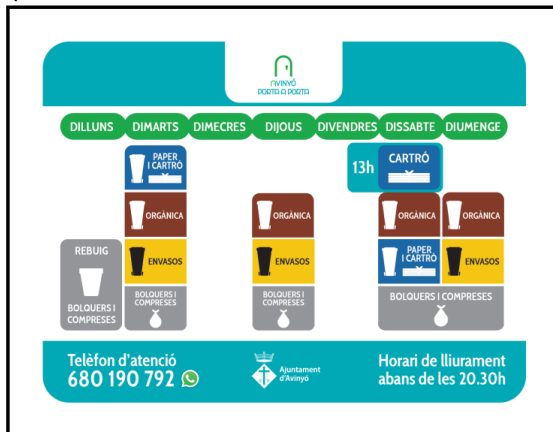 AVINYÓ
PORTA A PORTA
DILLUNS DIMARTS DIMECRES DIJOUS DIVENDRES DISSABTE DIUMENGE
PAPER
I CARTRÓ
13h
CARTRÓ
ORGÀNICA
ORGÀNICA
ORGÀNICA
ORGÀNICA
REBUIG
BOLQUERS I
COMPRESES
ENVASOS
ENVASOS
PAPER
I CARTRÓ
ENVASOS
BOLQUERS I
COMPRESES
BOLQUERS I
COMPRESES
BOLQUERS I COMPRESES
Telèfon d'atenció
680 190 792
Ajuntament
d'Avinyó
Horari de lliurament
abans de les 20.30h